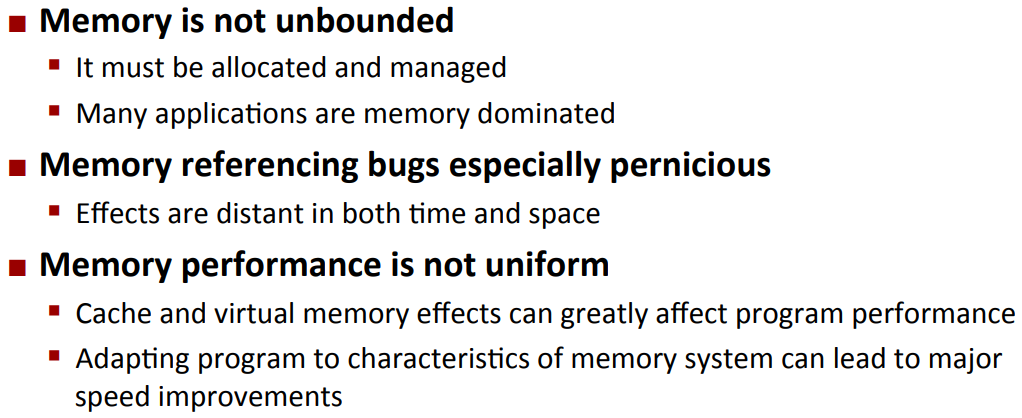 ■ Memory is not unbounded
▪ It must be allocated and managed
▪ Many applications are memory dominated
■ Memory referencing bugs especially pernicious
▪ Effects are distant in both time and space
■ Memory performance is not uniform
▪ Cache and virtual memory effects can greatly affect program performance
▪ Adapting program to characteristics of memory system can lead to major
speed improvements